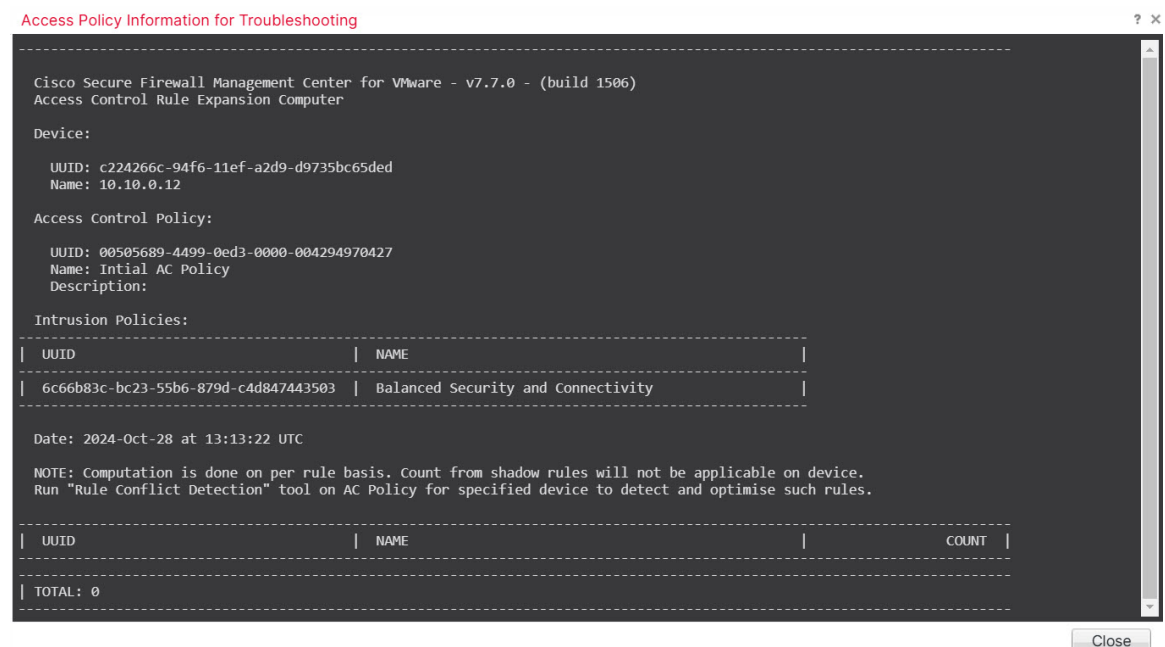 Access Policy Information for Troubleshooting
? ×
Cisco Secure Firewall Management Center for VMware - v7.7.0 - (build 1506)
Access Control Rule Expansion Computer
Device:
UUID: c224266c-94f6-11ef-a2d9-d9735bc65ded
Name: 10.10.0.12
Access Control Policy:
UUID: 00505689-4499-0ed3-0000-004294970427
Name: Intial AC Policy
Description:
Intrusion Policies:
| UUID | NAME |
| 6c66b83c-bc23-55b6-879d-c4d847443503 | Balanced Security and Connectivity |
Date: 2024-Oct-28 at 13:13:22 UTC
NOTE: Computation is done on per rule basis. Count from shadow rules will not be applicable on device.
Run "Rule Conflict Detection" tool on AC Policy for specified device to detect and optimise such rules.
| UUID | NAME | COUNT |
| TOTAL: 0
Close